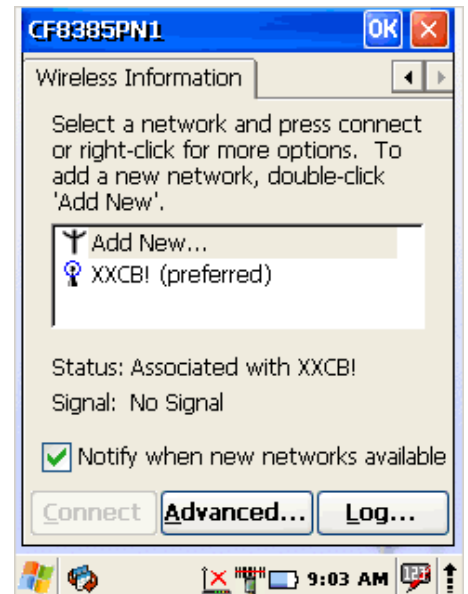 CF8385PN1 OK
Wireless Information
Select a network and press connect
or right-click for more options. To
add a new network, double-click
'Add New'.
Add New...
XXCB! (preferred)
Status: Associated with XXCB!
Signal: No Signal
Notify when new networks available
Connect Advanced... Log...
9:03 AM 123